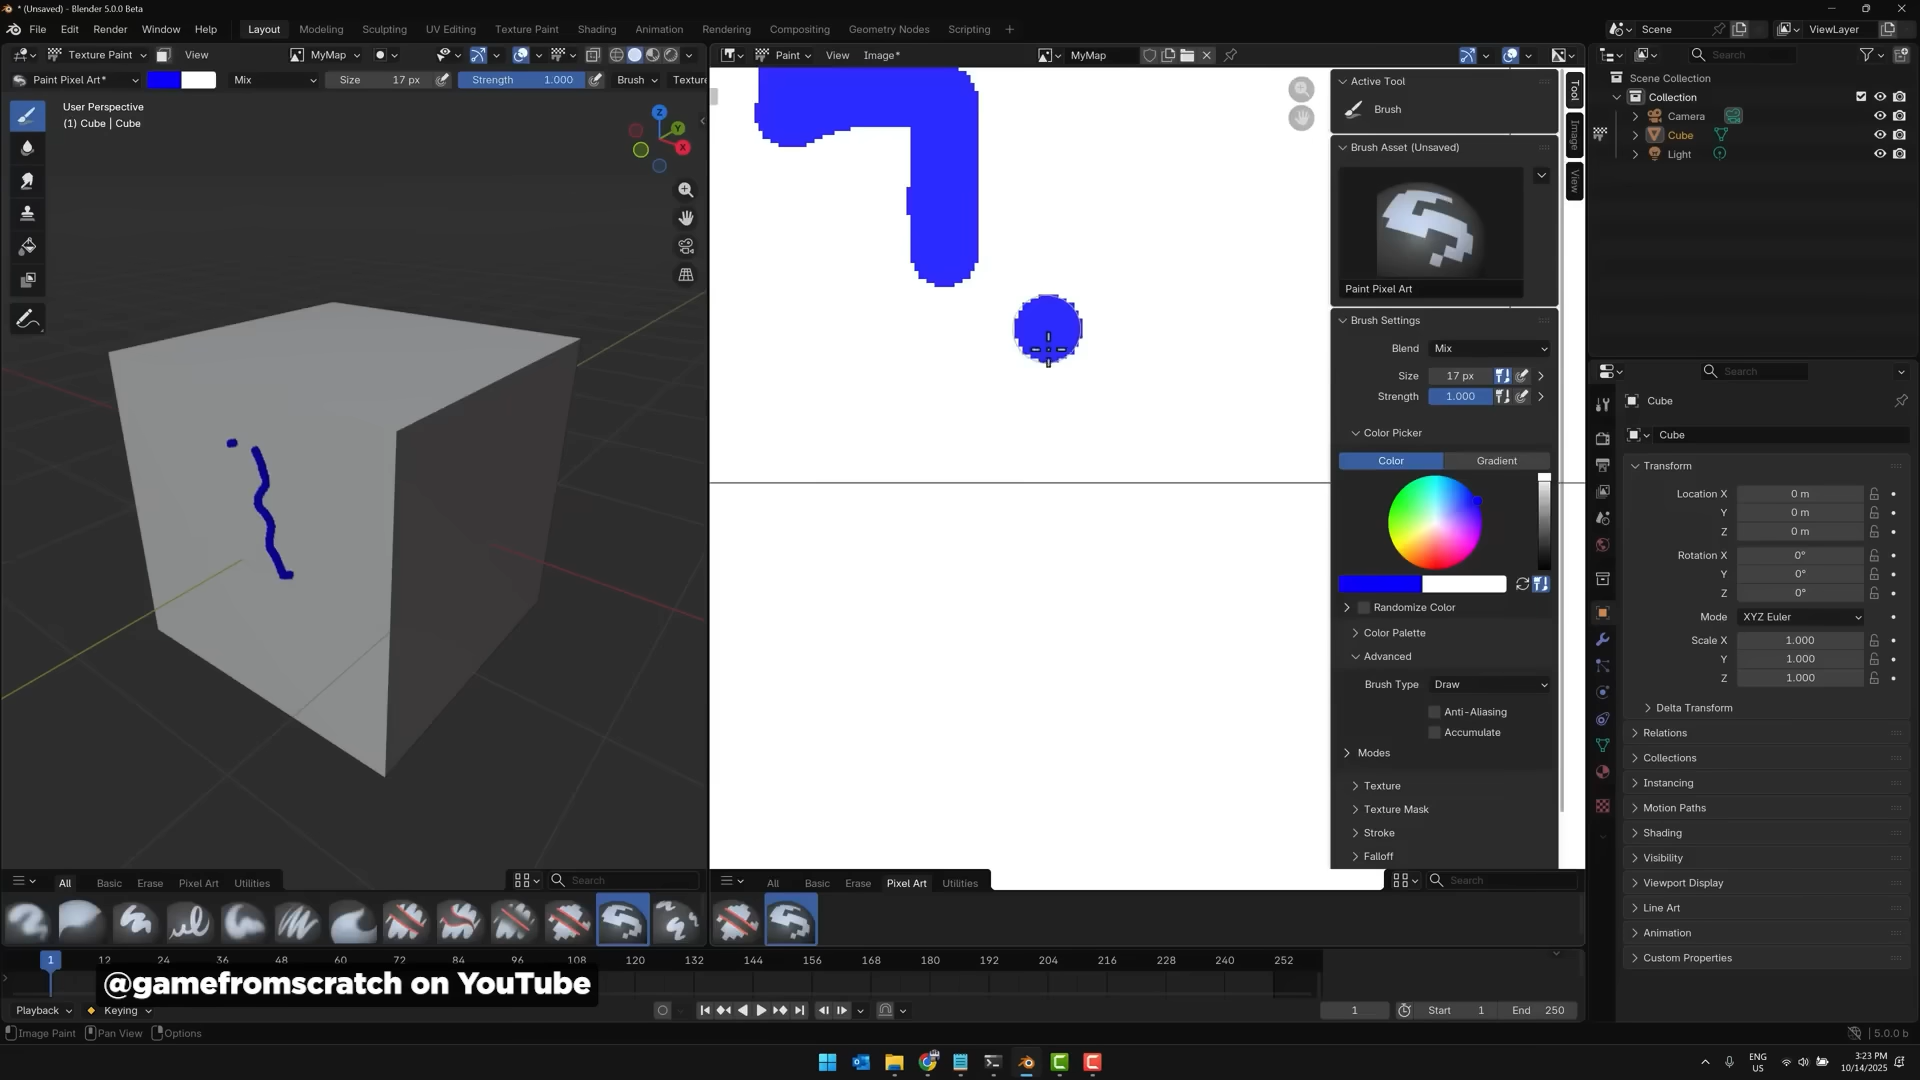 * (Unsaved) - Blender 5.0.0 Beta
File Edit Render Window Help Layout Modeling Sculpting UV Editing Texture Paint Shading Animation Rendering Compositing Geometry Nodes Scripting + Scene ViewLayer
Texture Paint View MyMap Paint View Image* MyMap Search
Paint Pixel Art* Mix Size 17 px Strength 1.000 Brush Texture
User Perspective
(1) Cube | Cube
Z
Y
X
Active Tool
Brush
Brush Asset (Unsaved)
Paint Pixel Art
Brush Settings
Blend Mix
Size 17 px
Strength 1.000
Color Picker
Color Gradient
Randomize Color
Color Palette
Advanced
Brush Type Draw
Anti-Aliasing
Accumulate
Modes
Texture
Texture Mask
Stroke
Falloff
Tool
Image
View
Scene Collection
Collection
Camera
Cube
Light
Search
Cube
Cube
Transform
Location X 0 m
Y 0 m
Z 0 m
Rotation X 0°
Y 0°
Z 0°
Mode XYZ Euler
Scale X 1.000
Y 1.000
Z 1.000
Delta Transform
Relations
Collections
Instancing
Motion Paths
Shading
Visibility
Viewport Display
Line Art
Animation
Custom Properties
All Basic Erase Pixel Art Utilities Search
All Basic Erase Pixel Art Utilities Search
1 12 24 36 48 60 72 84 96 108 120 132 144 156 168 180 192 204 216 228 240 252
@gamefromscratch on YouTube
Playback Keying 1 Start 1 End 250
Image Paint Pan View Options 5.0.0 b
ENG
US
3:23 PM
10/14/2025